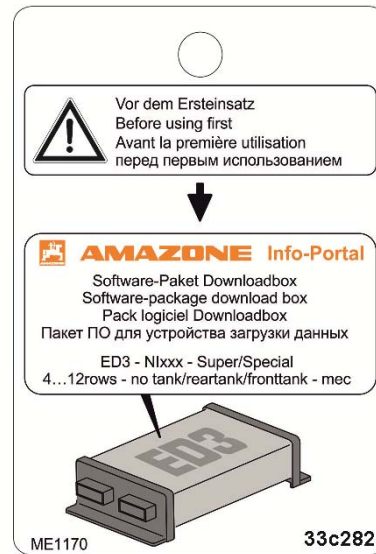 Vor dem Ersteinsatz
Before using first
Avant la première utilisation
перед первым использованием
AMAZONE Info-Portal
Software-Paket Downloadbox
Software-package download box
Pack logiciel Downloadbox
Пакет ПО для устройства загрузки данных
ED3 - NIxxx - Super/Special
4...12rows - no tank/reartank/fronttank - mec
ED3
ME1170
33c282